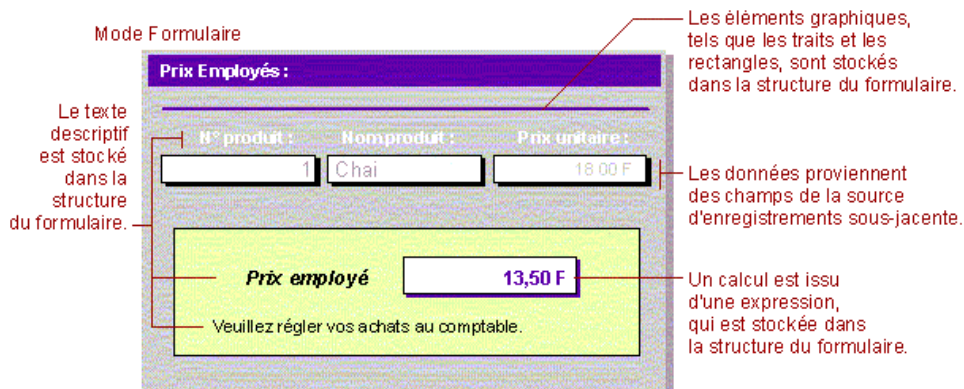 Mode Formulaire
Les éléments graphiques,
tels que les traits et les
rectangles, sont stockés
dans la structure du formulaire.
Prix Employés :
Le texte
descriptif
est stocké
dans la
structure
du formulaire.
N° produit : Nom produit : Prix unitaire :
1 Chai 18 00 F
Les données proviennent
des champs de la source
d'enregistrements sous-jacente.
Prix employé 13,50 F
Un calcul est issu
d'une expression,
qui est stockée dans
la structure du formulaire.
Veuillez régler vos achats au comptable.